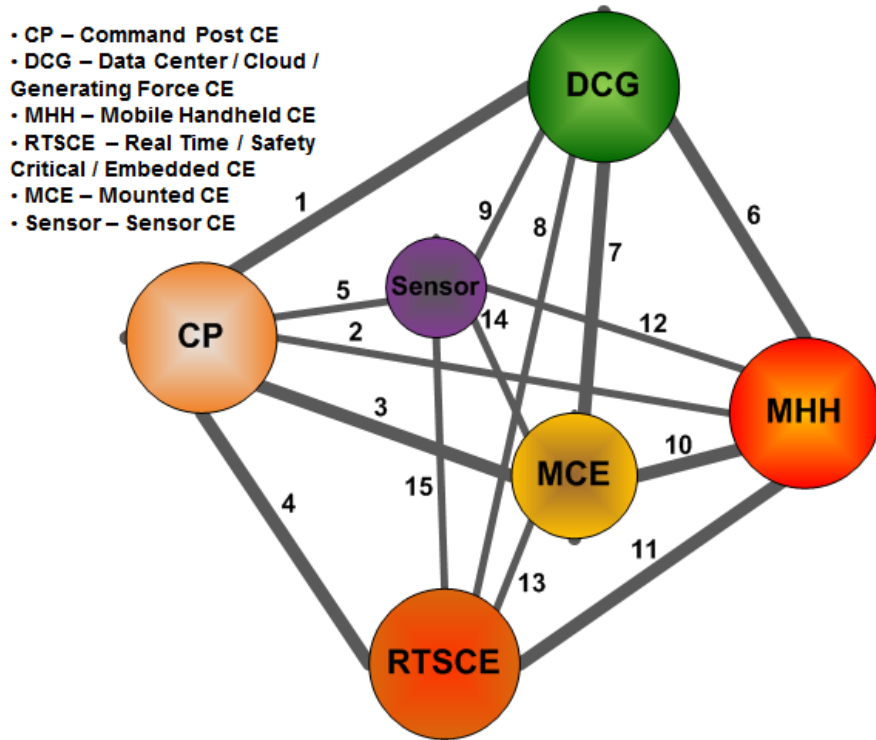 • CP – Command Post CE
• DCG – Data Center / Cloud /
Generating Force CE
• MHH – Mobile Handheld CE
• RTSCE – Real Time / Safety
Critical / Embedded CE
• MCE – Mounted CE
• Sensor – Sensor CE
DCG
1
9
8
6
7
Sensor
5
14
12
CP
2
3
MHH
10
MCE
15
4
11
13
RTSCE